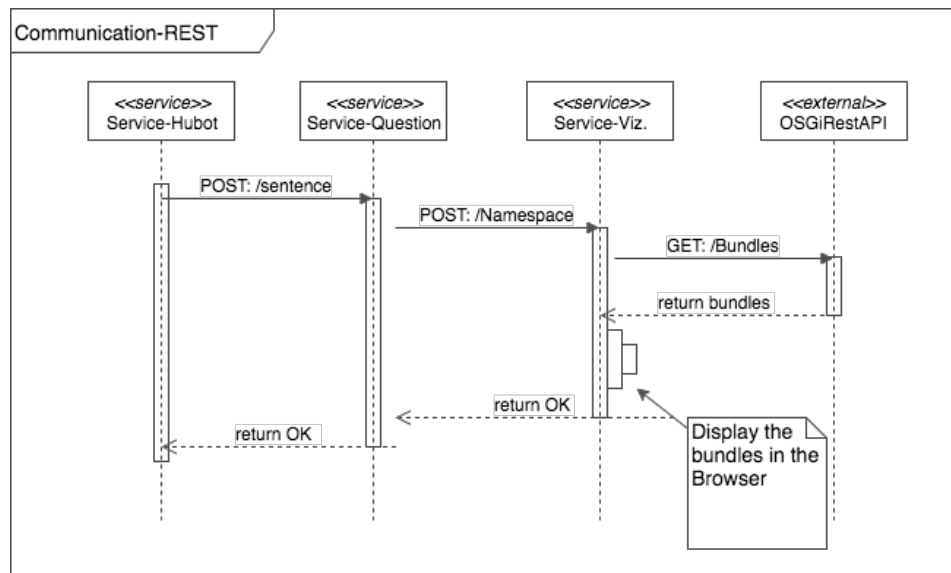 Communication-REST
<<service>>
Service-Hubot
<<service>>
Service-Question
<<service>>
Service-Viz.
<<external>>
OSGiRestAPI
POST: /sentence
POST: /Namespace
GET: /Bundles
return bundles
return OK
return OK
Display the
bundles in the
Browser